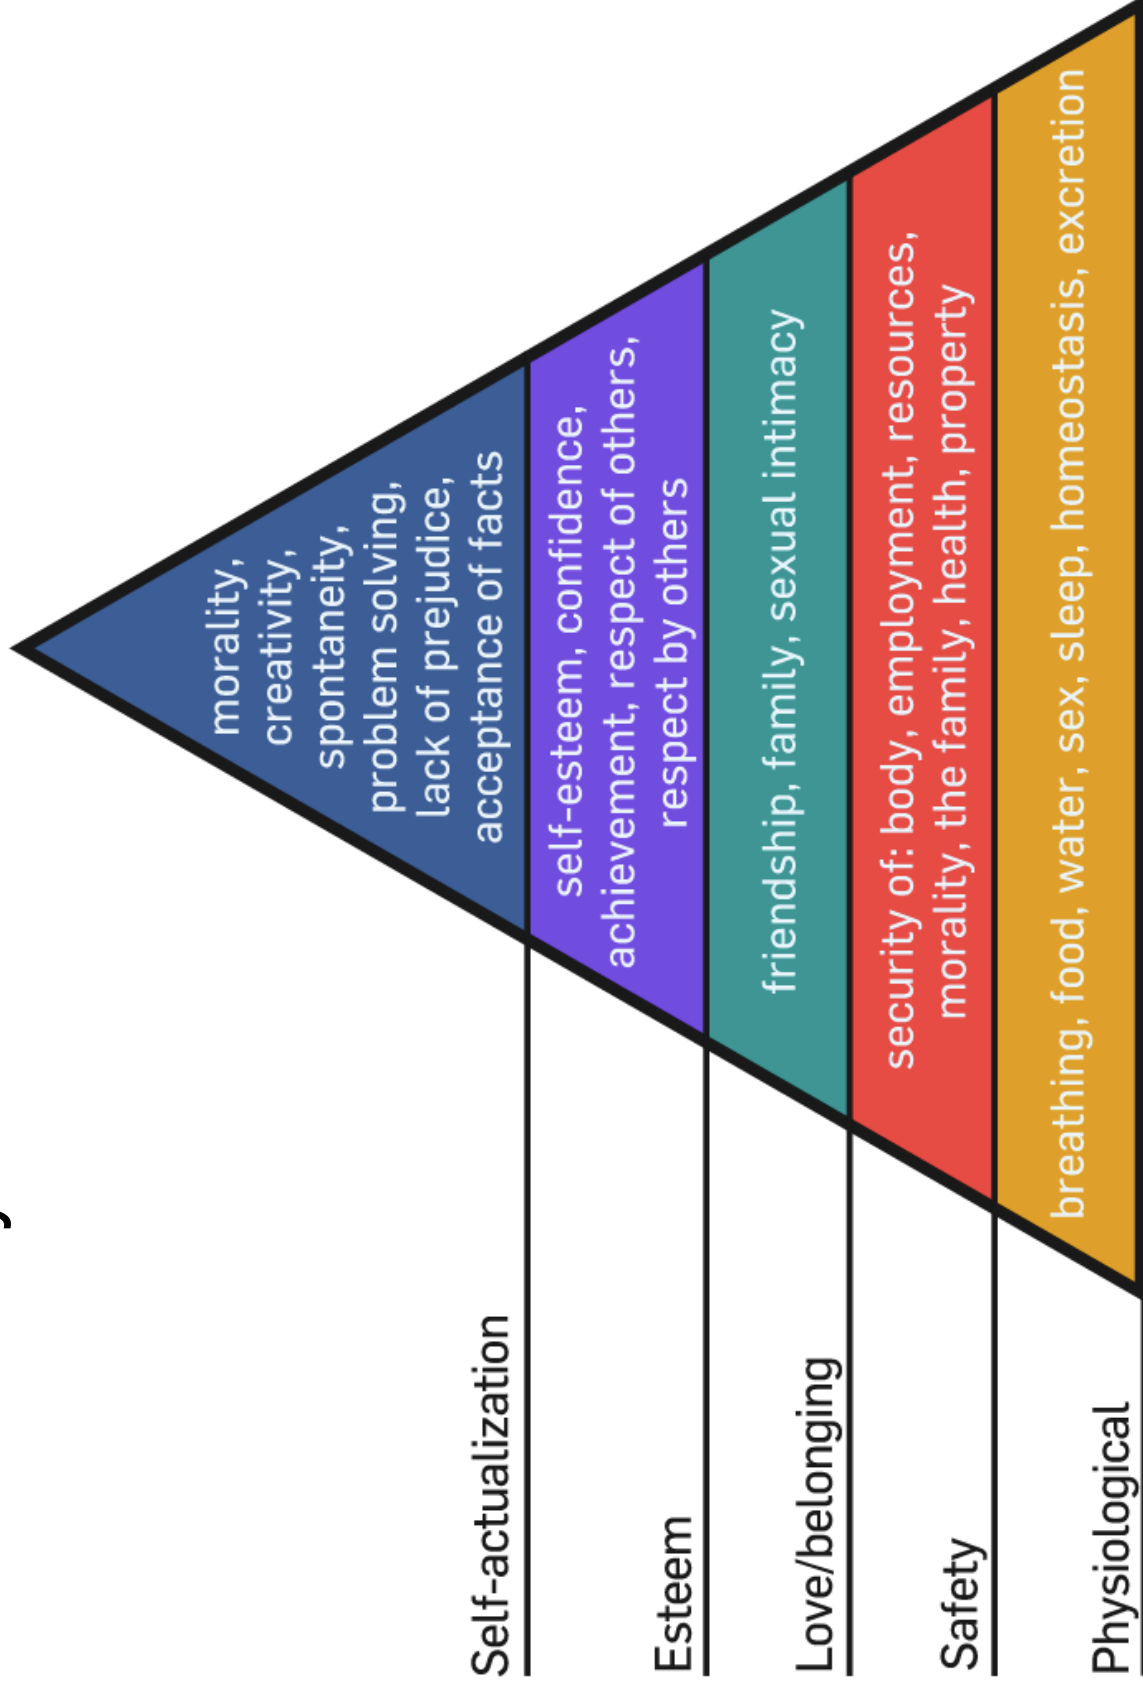 morality,
creativity,
spontaneity,
problem solving,
lack of prejudice,
acceptance of facts
Self-actualization
self-esteem, confidence,
achievement, respect of others,
respect by others
Esteem
friendship, family, sexual intimacy
Love/belonging
security of: body, employment, resources,
morality, the family, health, property
Safety
breathing, food, water, sex, sleep, homeostasis, excretion
Physiological